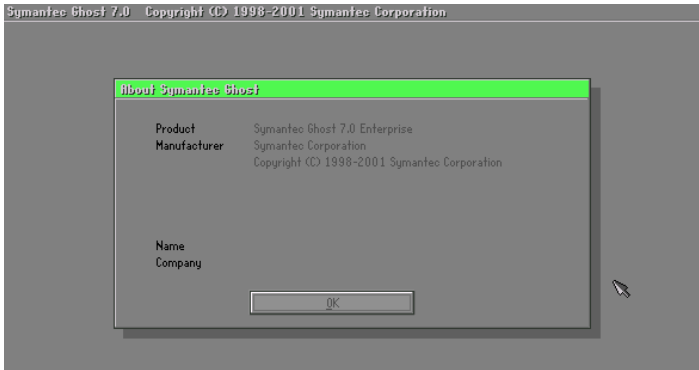 Symantec Ghost 7.0   Copyright (C) 1998-2001 Symantec Corporation
About Symantec Ghost
Product Symantec Ghost 7.0 Enterprise
Manufacturer Symantec Corporation
Copyright (C) 1998-2001 Symantec Corporation
Name
Company
OK